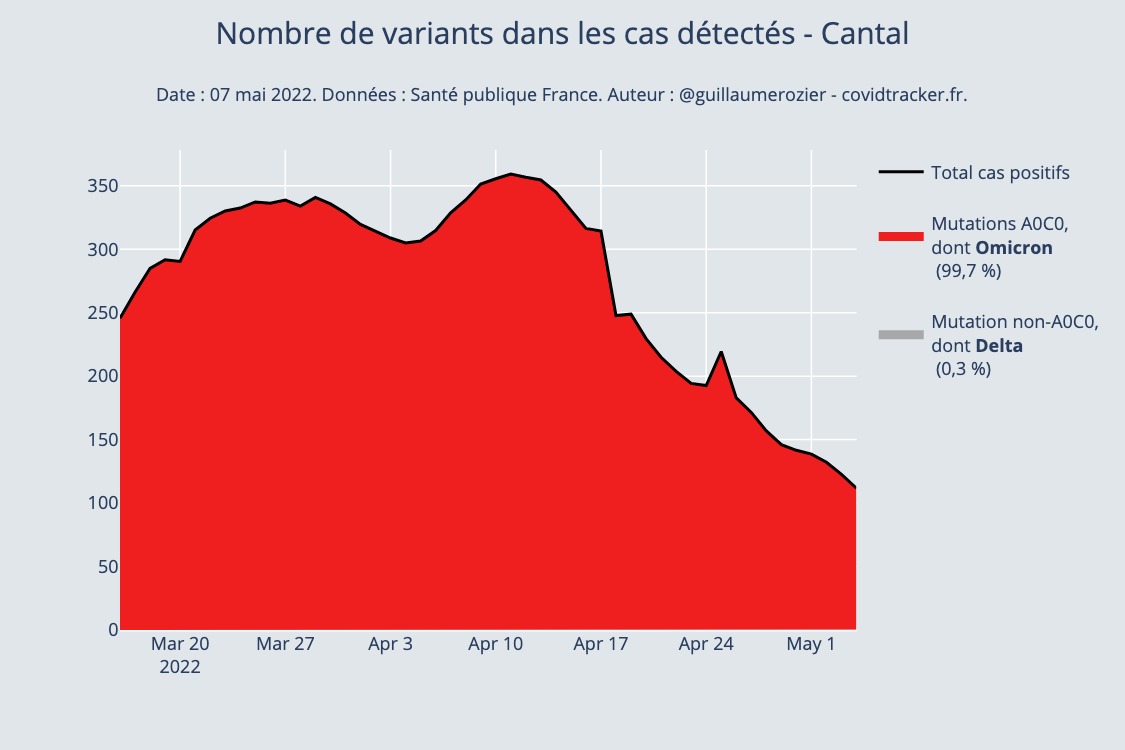 Nombre de variants dans les cas détectés - Cantal
Date : 07 mai 2022. Données : Santé publique France. Auteur : @guillaumerozier - covidtracker.fr.
350
300
250
200
150
100
50
0
Mar 20
2022
Mar 27
Apr 3
Apr 10
Apr 17
Apr 24
May 1
Total cas positifs
Mutations A0C0,
dont Omicron
(99,7 %)
Mutation non-A0C0,
dont Delta
(0,3 %)